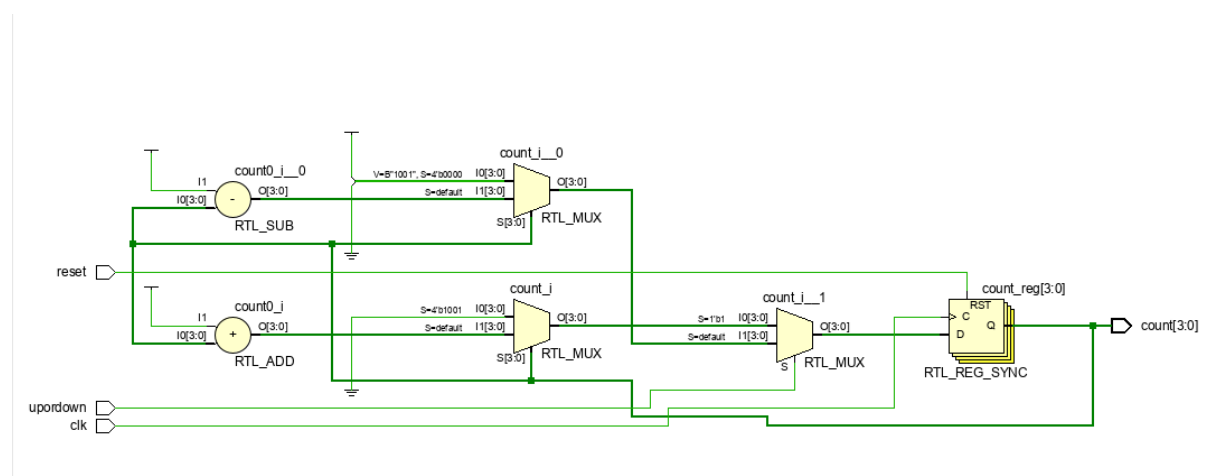 count_i__0
count0_i__0
V=B"1001", S=4'b0000
I0[3:0]
O[3:0]
I1
O[3:0]
S=default
I1[3:0]
I0[3:0]
-
RTL_SUB
S[3:0]
RTL_MUX
reset
count_reg[3:0]
count_i
count_i__1
count0_i
RST
S=4'b1001
I0[3:0]
O[3:0]
S=1'b1
I0[3:0]
C
Q
count[3:0]
I1
O[3:0]
S=default
I1[3:0]
S=default
I1[3:0]
O[3:0]
D
I0[3:0]
+
RTL_ADD
S[3:0]
RTL_MUX
S
RTL_MUX
RTL_REG_SYNC
upordown
clk